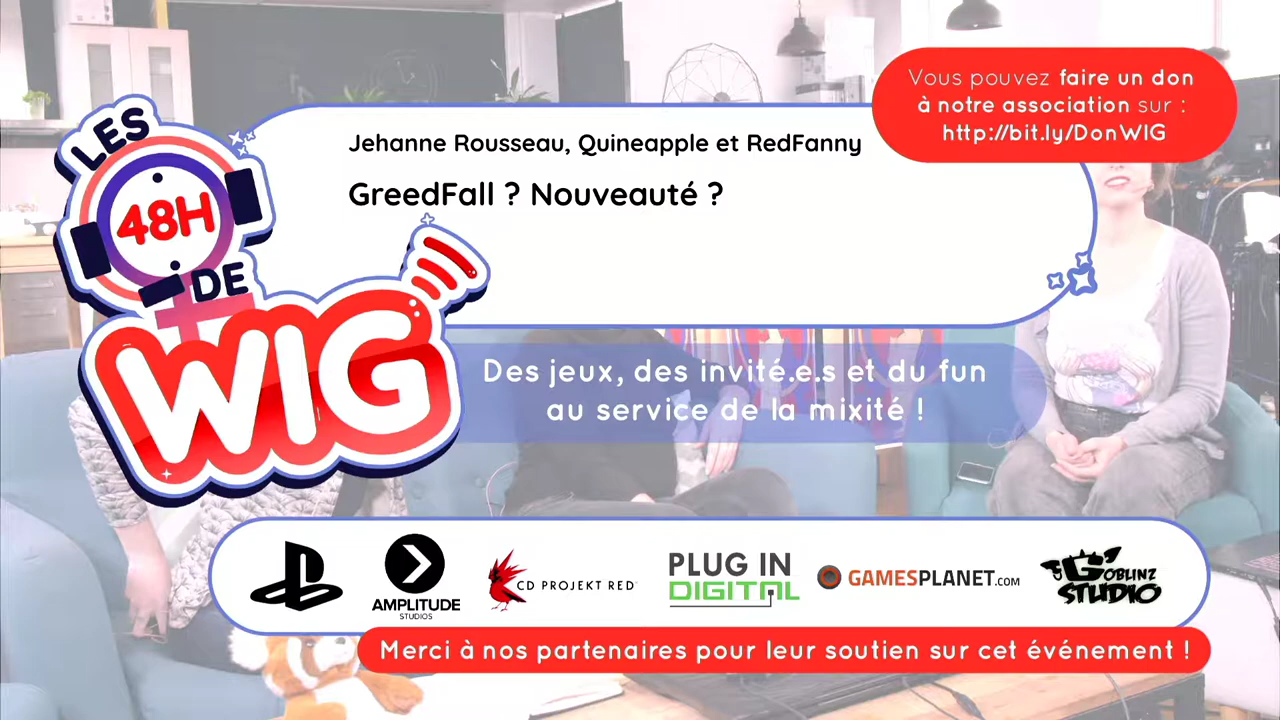 Vous pouvez faire un don
à notre association sur :
http://bit.ly/DonWIG
Jehanne Rousseau, Quineapple et RedFanny
GreedFall ? Nouveauté ?
LES
48H
DE
WIG
Des jeux, des invité.e.s et du fun
au service de la mixité !
AMPLITUDE
STUDIOS
CD PROJEKT RED
PLUG IN
DIGITAL
GAMESPLANET.com
GOBLINZ
STUDIO
Merci à nos partenaires pour leur soutien sur cet événement !